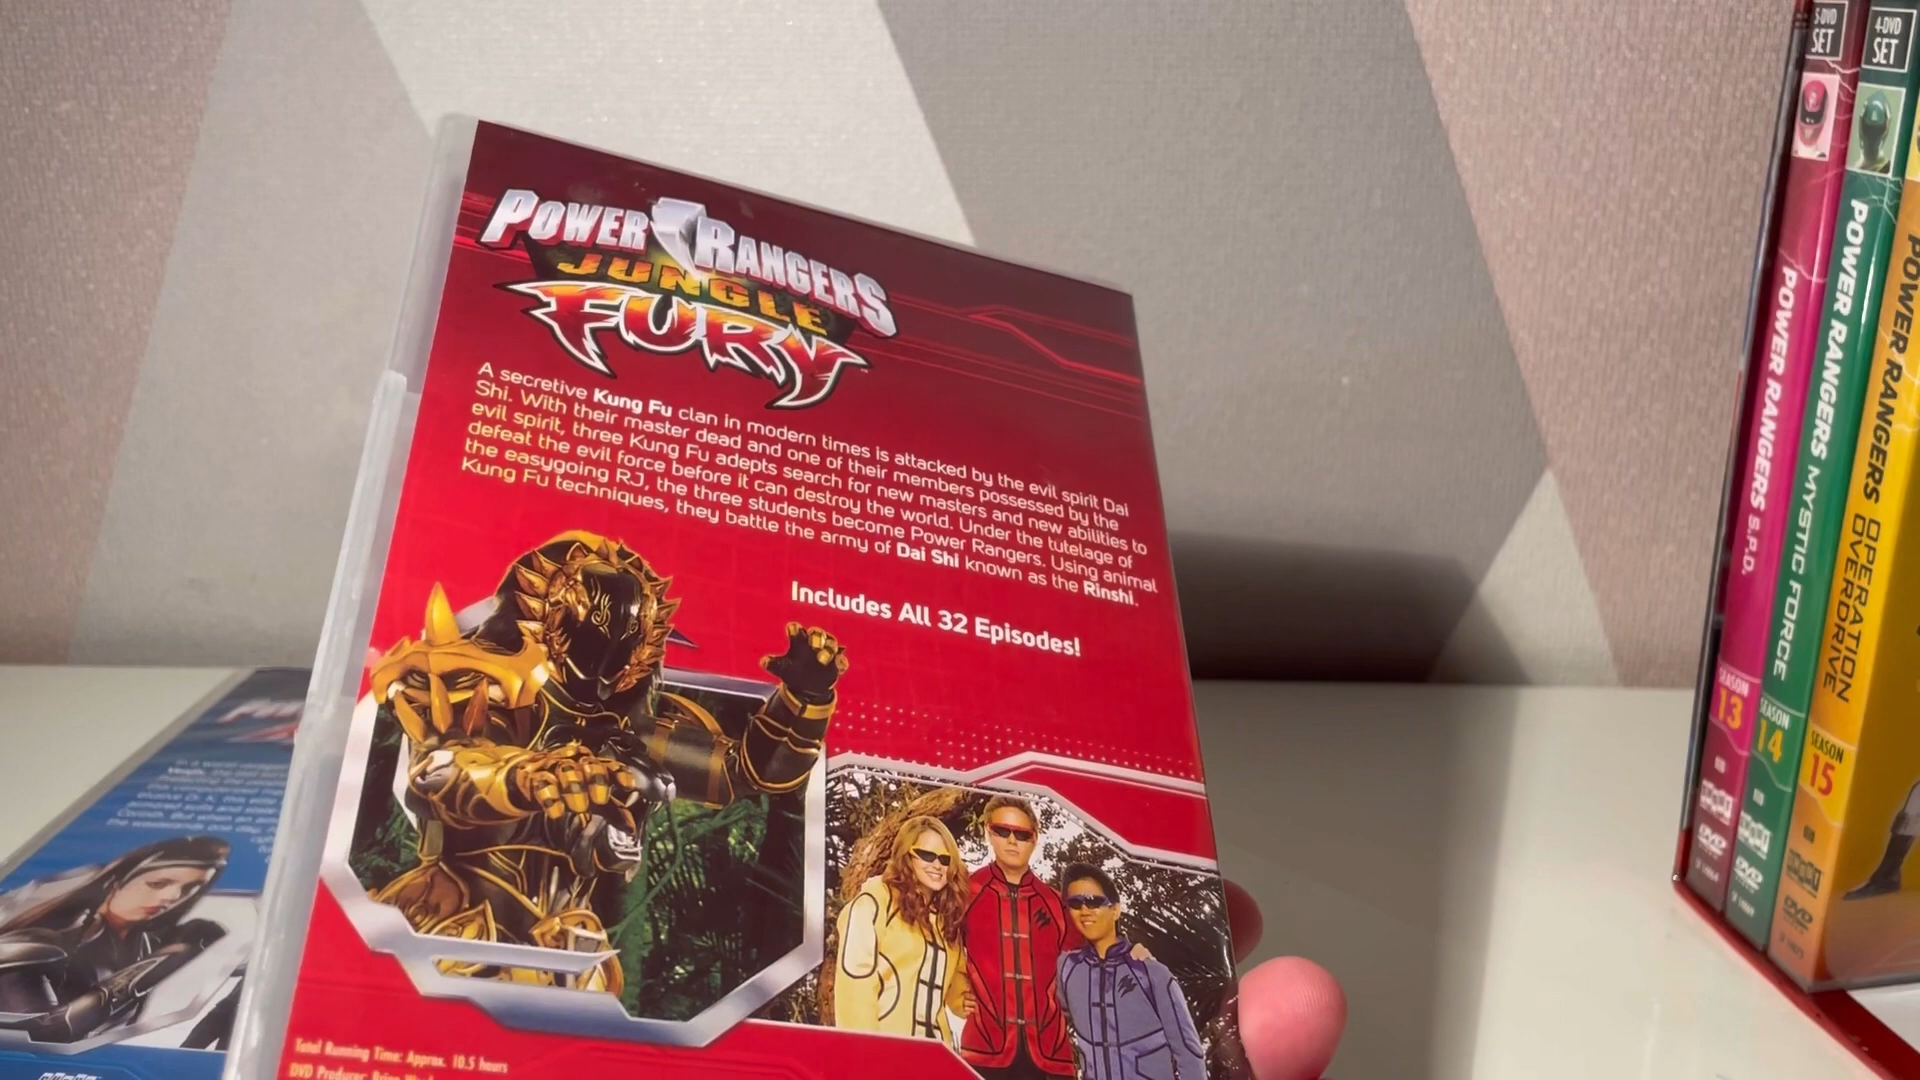 POWER RANGERS
JUNGLE
FURY
A secretive Kung Fu clan in modern times is attacked by the evil spirit Dai
Shi. With their master dead and one of their members possessed by the
evil spirit, three Kung Fu adepts search for new masters and new abilities to
defeat the evil force before it can destroy the world. Under the tutelage of
the easygoing RJ, the three students become Power Rangers. Using animal
Kung Fu techniques, they battle the army of Dai Shi known as the Rinshi.
Includes All 32 Episodes!
Total Running Time: Approx. 10.5 hours
DVD Producer: Brian
5-DVD
SET
POWER RANGERS S.P.D.
SEASON
13
DVD
4-DVD
SET
POWER RANGERS MYSTIC FORCE
SEASON
14
DVD
POWER RANGERS OPERATION
OVERDRIVE
SEASON
15
DVD